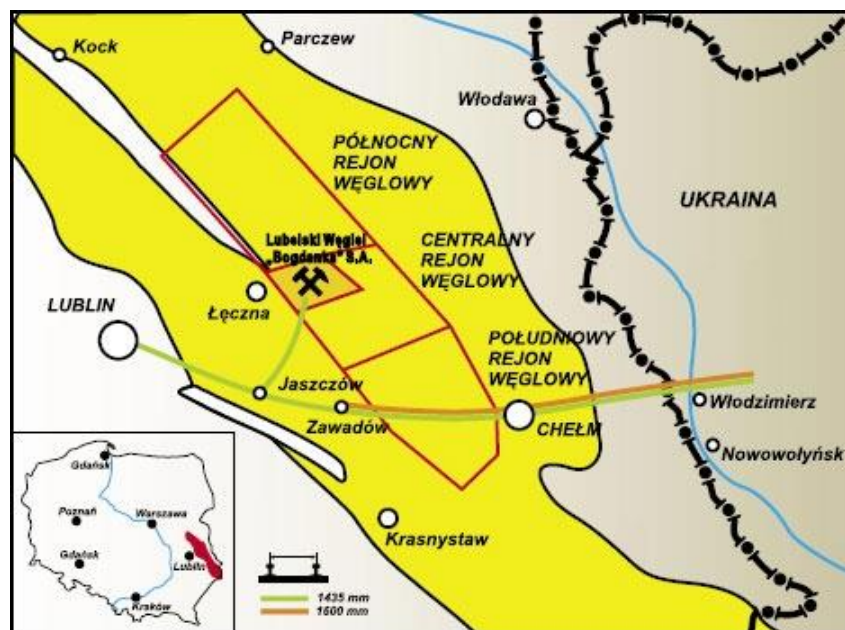 Kock
Parczew
Włodawa
PÓŁNOCNY
REJON
WĘGLOWY
UKRAINA
Lubelski Węgiel
„Bogdanka” S.A.
CENTRALNY
REJON
WĘGLOWY
LUBLIN
Łęczna
POŁUDNIOWY
REJON
WĘGLOWY
Jaszczów
Zawadów
CHEŁM
Włodzimierz
Nowowołyńsk
Krasnystaw
Gdańsk
Poznań
Warszawa
Gdańsk
Lublin
Kraków
1435 mm
1500 mm